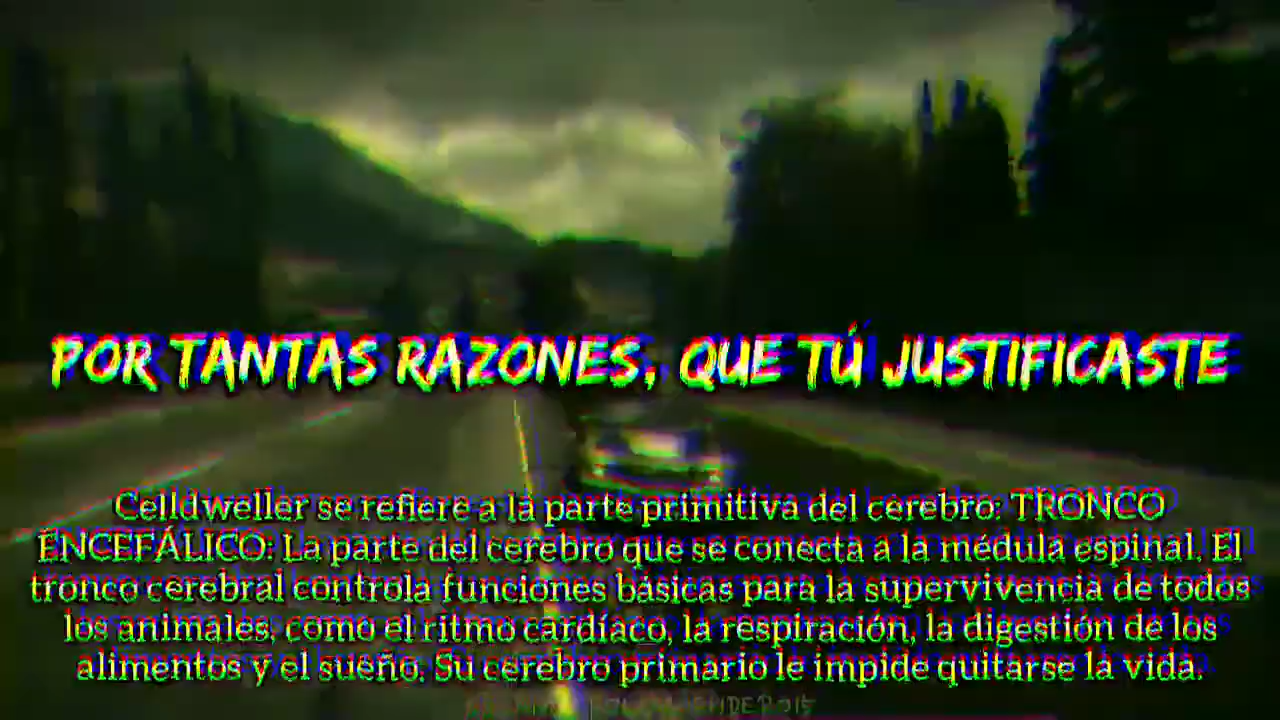 POR TANTAS RAZONES, QUE TÚ JUSTIFICASTE
Celldweller se refiere a la parte primitiva del cerebro: TRONCO
ENCEFÁLICO: La parte del cerebro que se conecta a la médula espinal. El
tronco cerebral controla funciones básicas para la supervivencia de todos
los animales, como el ritmo cardíaco, la respiración, la digestión de los
alimentos y el sueño. Su cerebro primario le impide quitarse la vida.